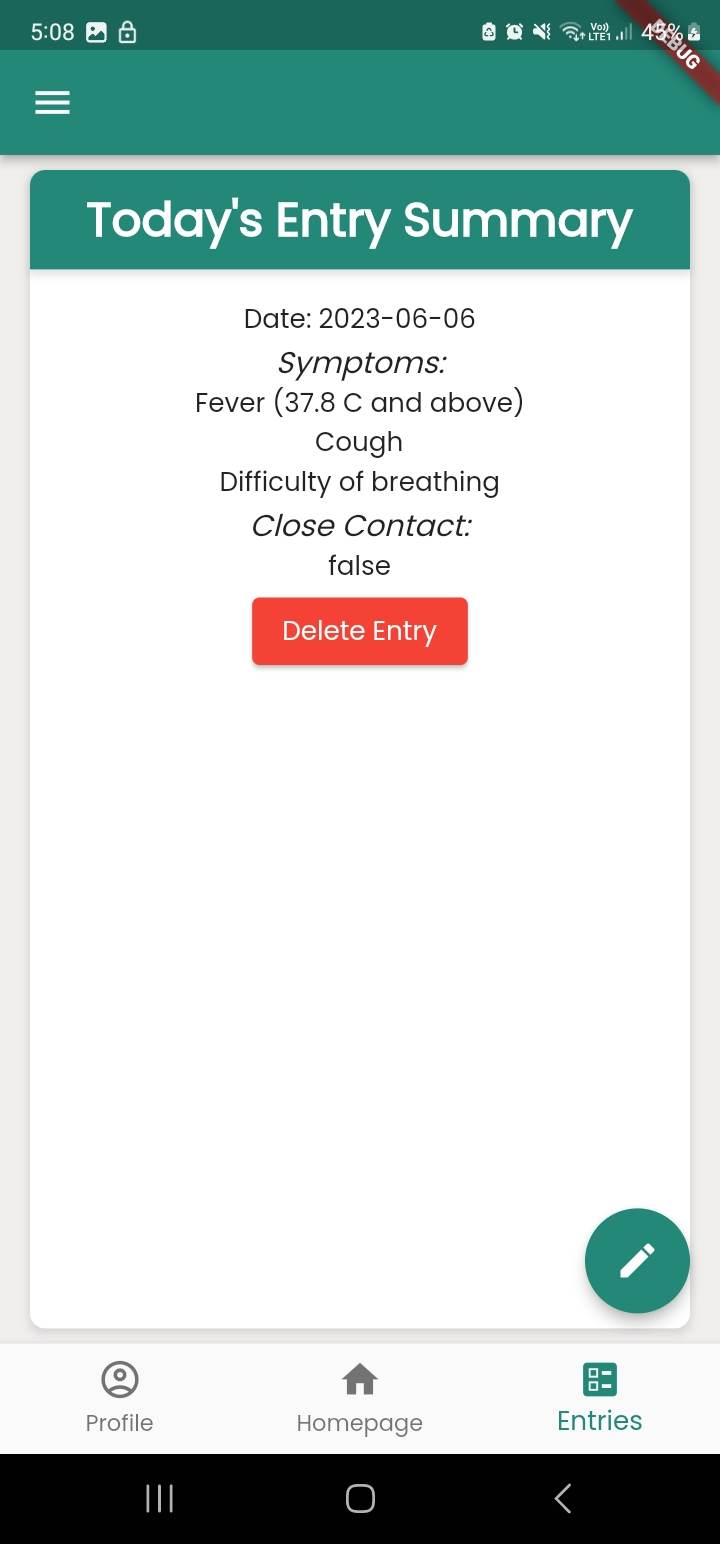 5:08
Vo)) LTE1 45%
DEBUG
Today's Entry Summary
Date: 2023-06-06
Symptoms:
Fever (37.8 C and above)
Cough
Difficulty of breathing
Close Contact:
false
Delete Entry
Profile
Homepage
Entries